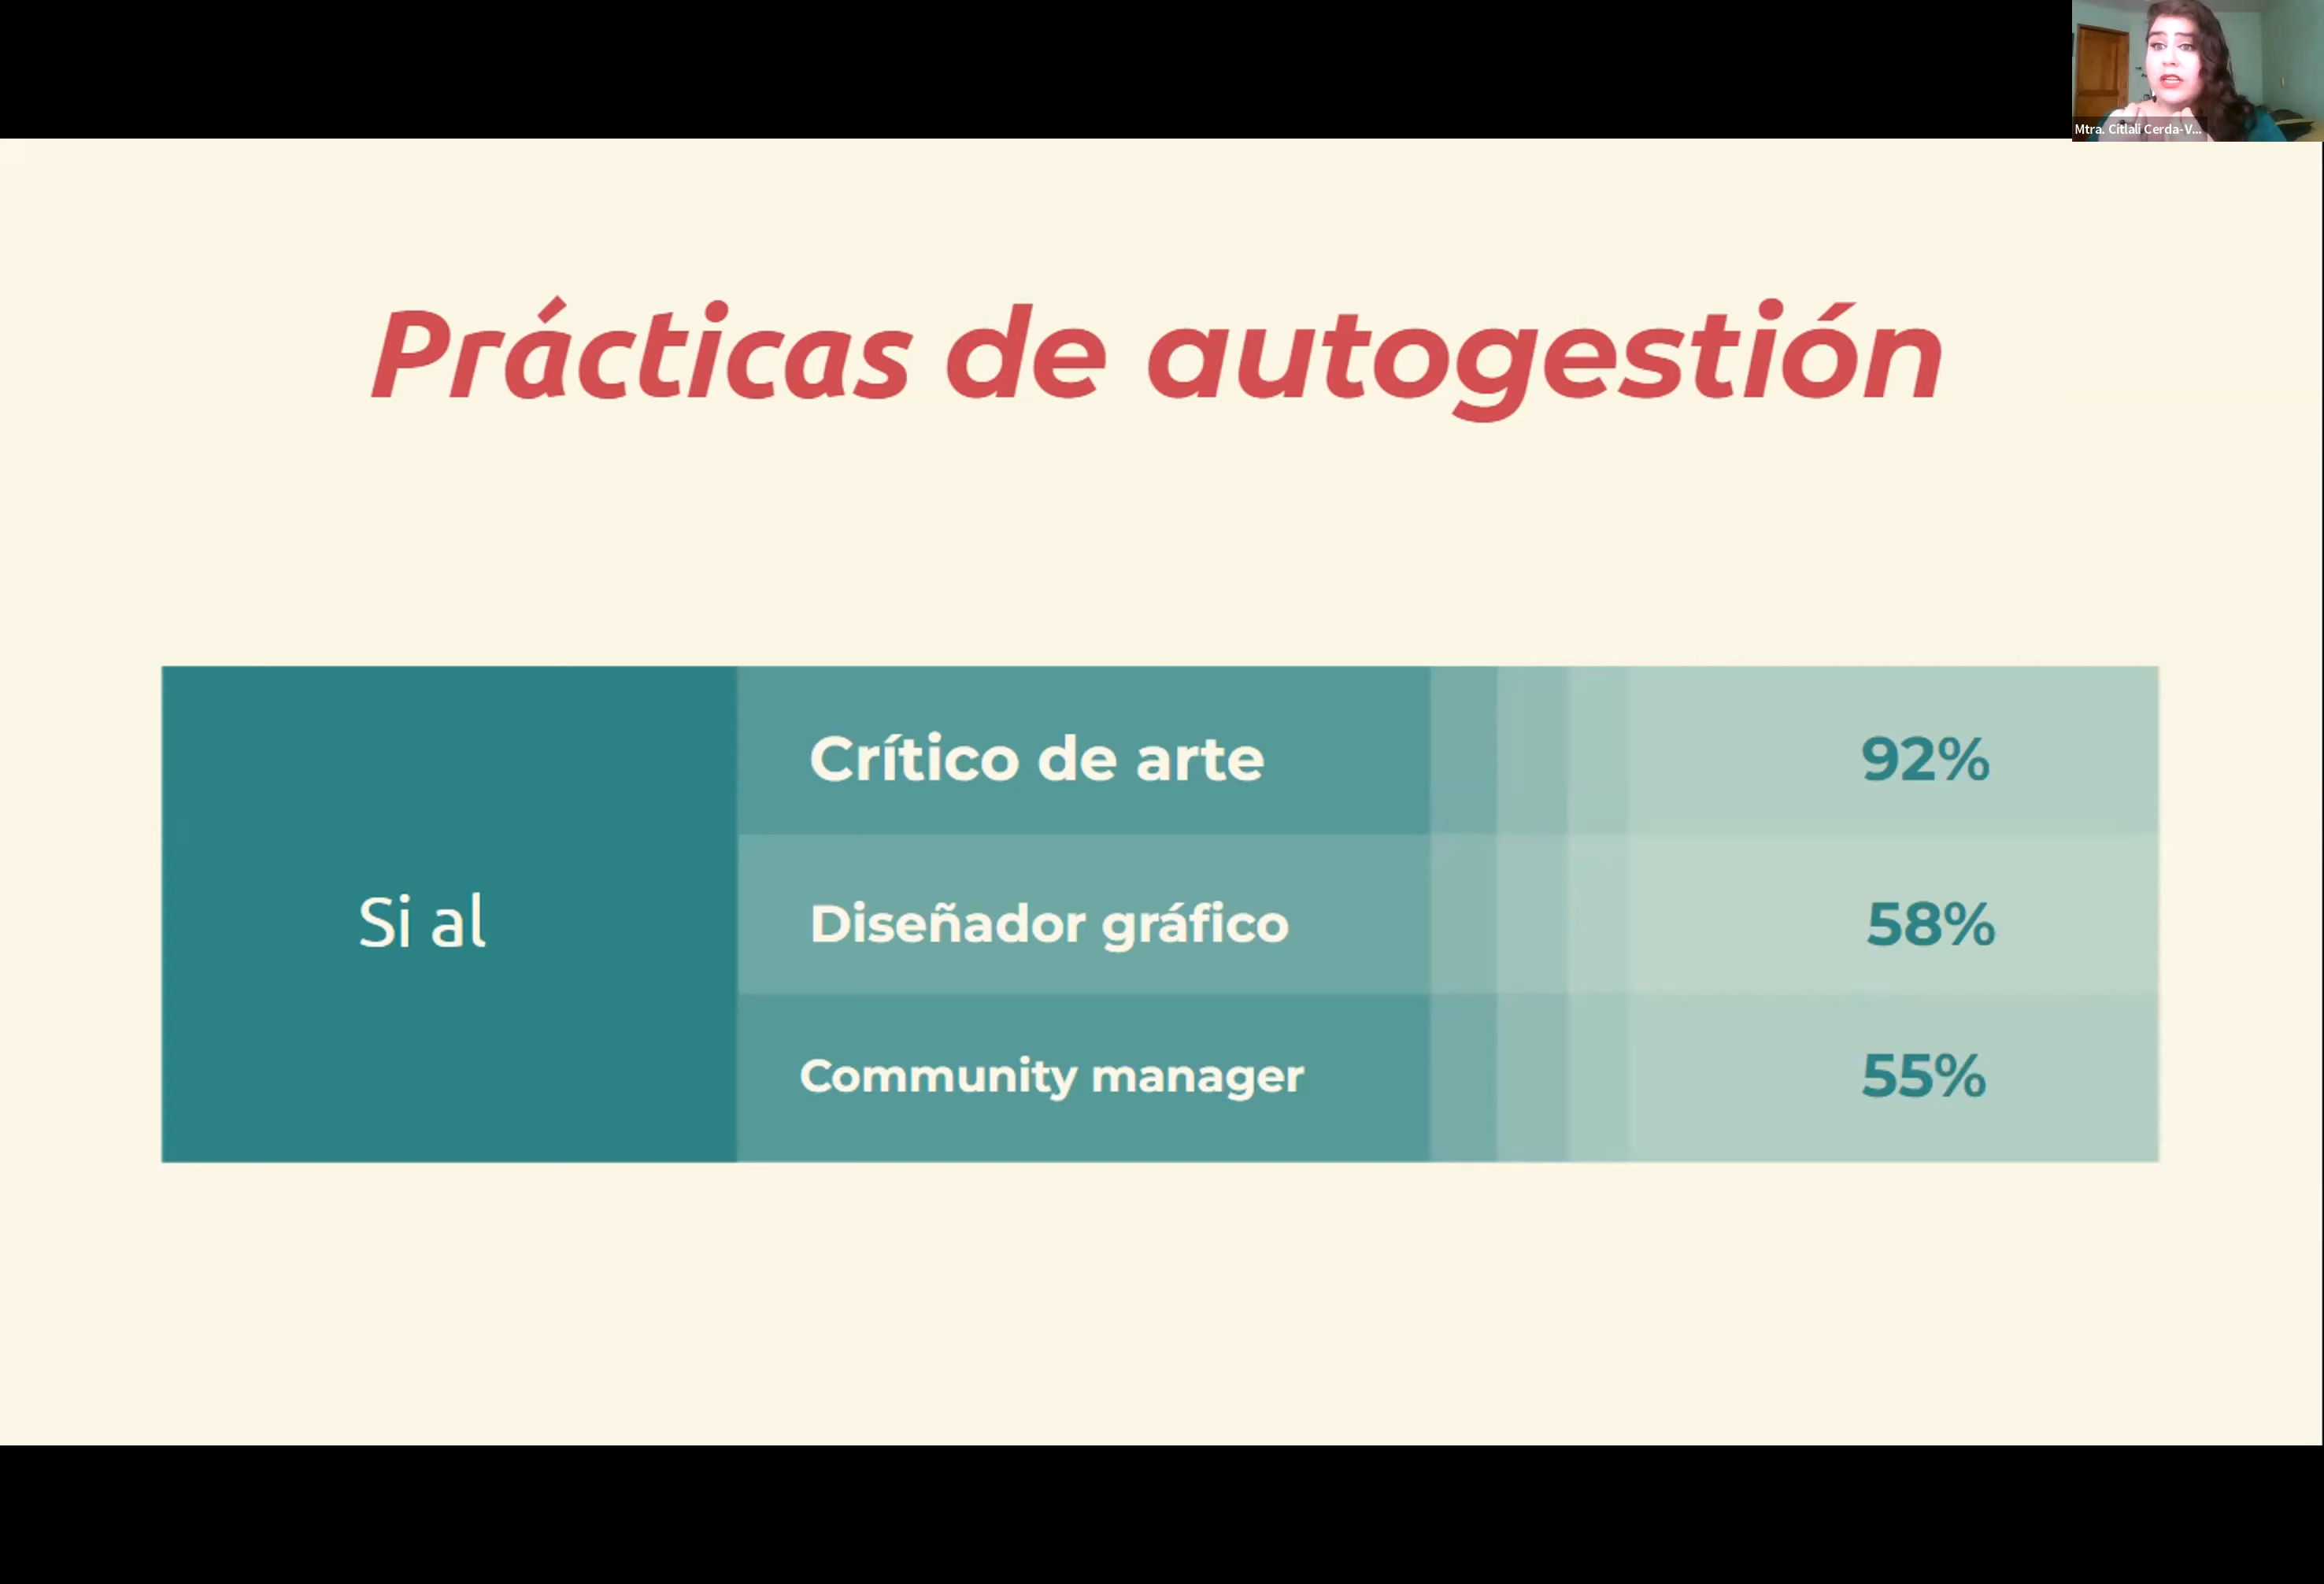 Mtra. Citlali Cerda-V...
Prácticas de autogestión
Si al
Crítico de arte 92%
Diseñador gráfico 58%
Community manager 55%